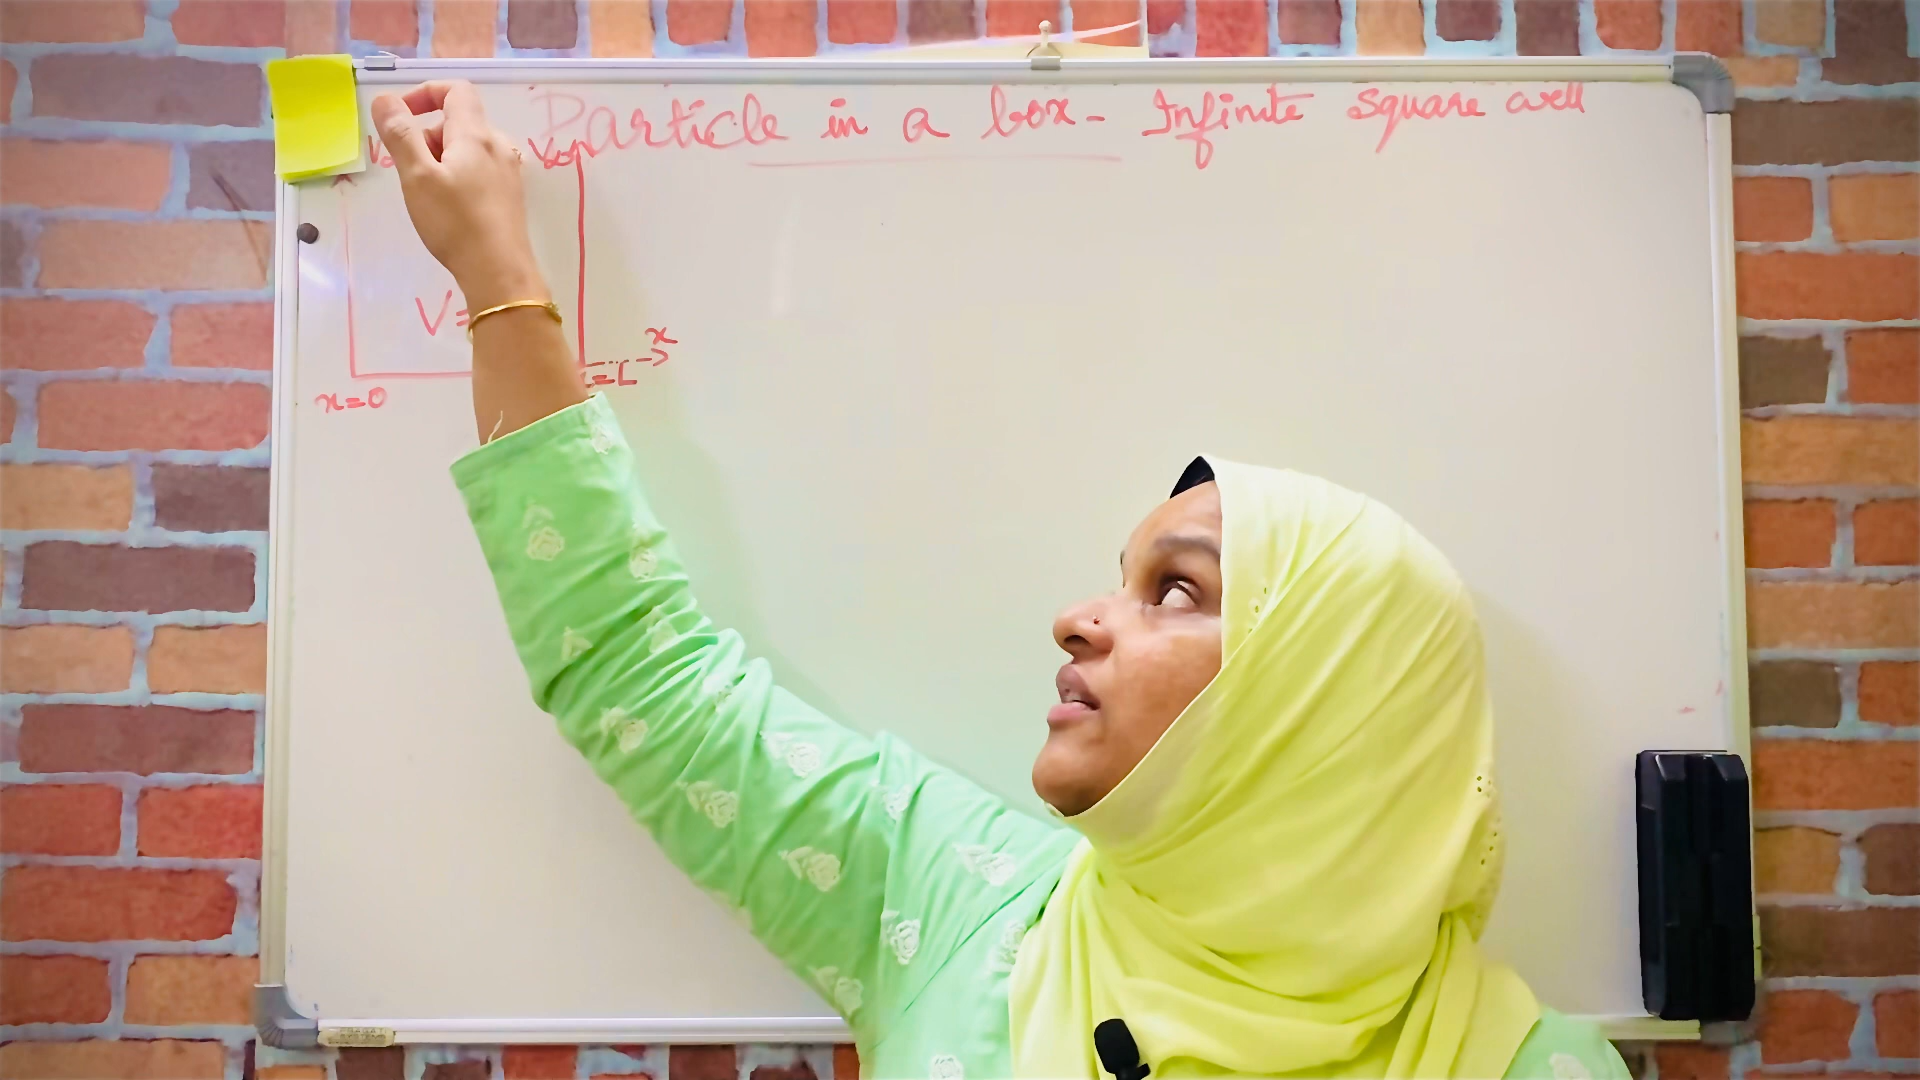 Particle in a box - Infinite square well
V∞
V=
x
x=0